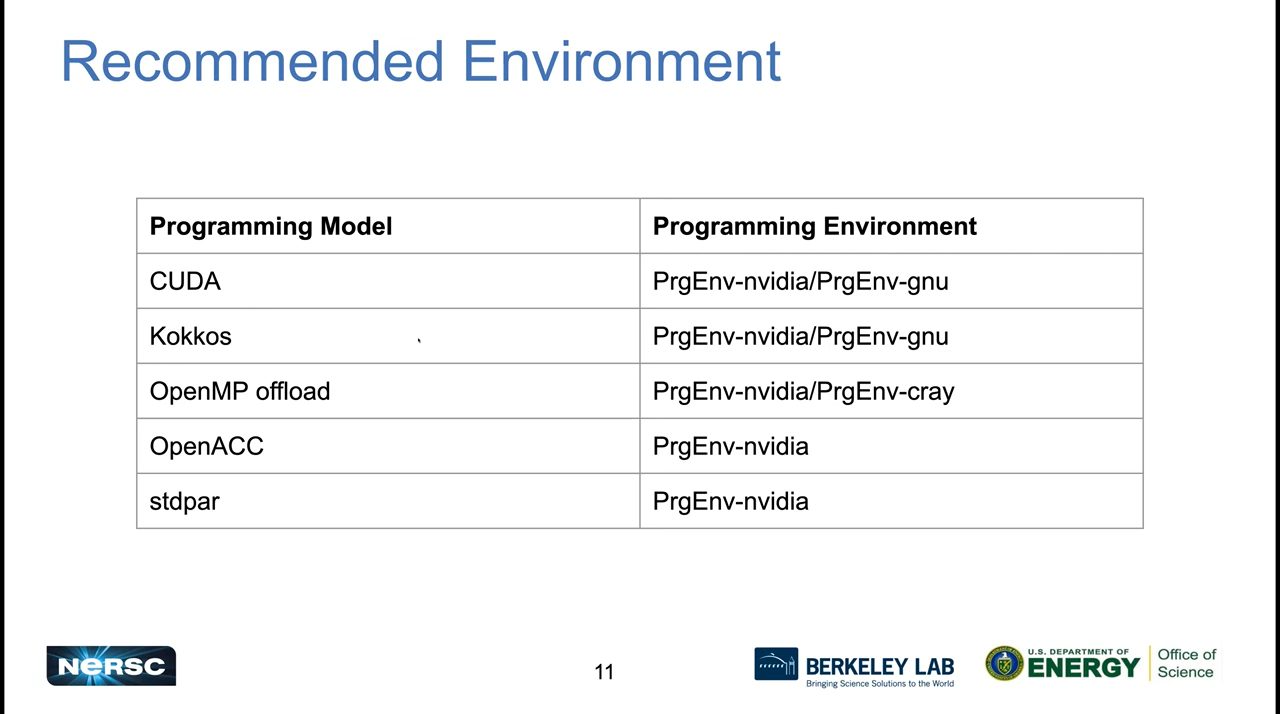 Recommended Environment
Programming Model Programming Environment
CUDA PrgEnv-nvidia/PrgEnv-gnu
Kokkos PrgEnv-nvidia/PrgEnv-gnu
OpenMP offload PrgEnv-nvidia/PrgEnv-cray
OpenACC PrgEnv-nvidia
stdpar PrgEnv-nvidia
NERSC
11
BERKELEY LAB
Bringing Science Solutions to the World
U.S. DEPARTMENT OF
ENERGY
Office of
Science